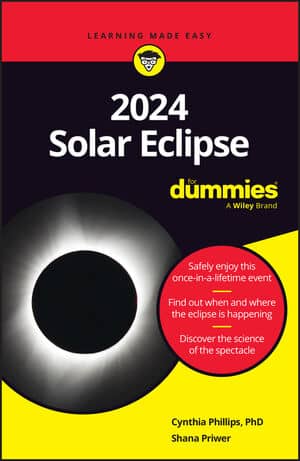 LEARNING MADE EASY
2024
Solar Eclipse
for
dummies®
A Wiley Brand
Safely enjoy this
once-in-a-lifetime event
Find out when and where
the eclipse is happening
Discover the science
of the spectacle
Cynthia Phillips, PhD
Shana Priwer